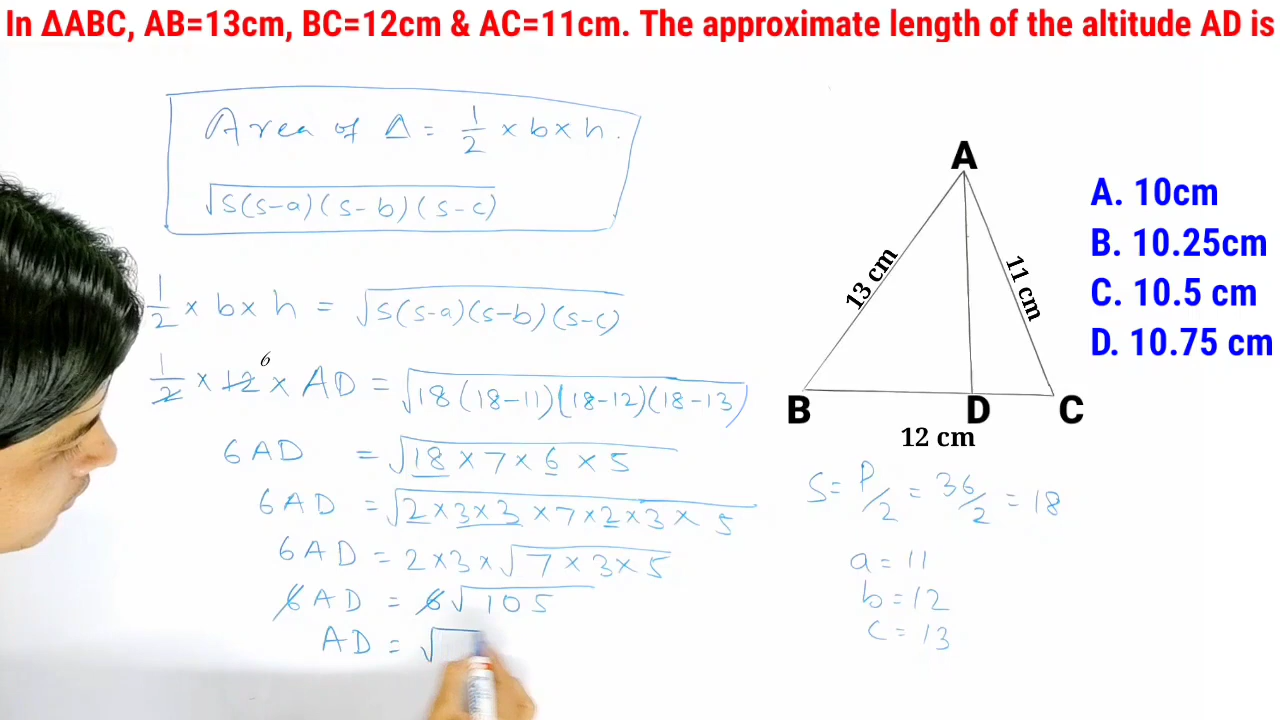 In ΔABC, AB=13cm, BC=12cm & AC=11cm. The approximate length of the altitude AD is
Area of Δ = 1/2 × b × h.
√s(s-a)(s-b)(s-c)
1/2 × b × h = √s(s-a)(s-b)(s-c)
6
1/2 × 12 × AD = √18(18-11)(18-12)(18-13)
6AD = √18 × 7 × 6 × 5
6AD = √2×3×3 × 7 × 2 × 3 × 5
6AD = 2×3×√7×3×5
6AD = 6√105
AD = √
A
13 cm
11 cm
B
D
C
12 cm
A. 10cm
B. 10.25cm
C. 10.5 cm
D. 10.75 cm
S = P/2 = 36/2 = 18
a = 11
b = 12
c = 13